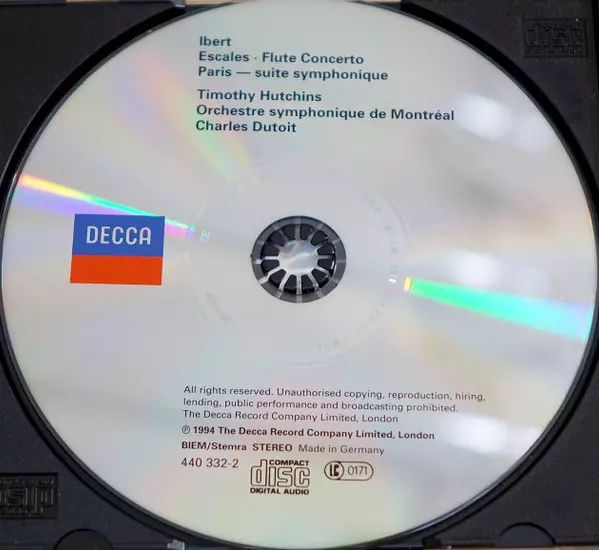 Ibert
Escales · Flute Concerto
Paris — suite symphonique
Timothy Hutchins
Orchestre symphonique de Montréal
Charles Dutoit
DECCA
All rights reserved. Unauthorised copying, reproduction, hiring,
lending, public performance and broadcasting prohibited.
The Decca Record Company Limited, London
℗ 1994 The Decca Record Company Limited, London
BIEM/Stemra STEREO Made in Germany
440 332-2
COMPACT
disc
DIGITAL AUDIO
LC 0171